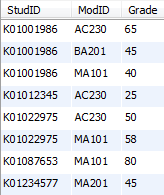 StudID ModID Grade
K01001986 AC230 65
K01001986 BA201 45
K01001986 MA101 40
K01012345 AC230 25
K01022975 AC230 50
K01022975 MA101 58
K01087653 MA101 80
K01234577 MA201 45